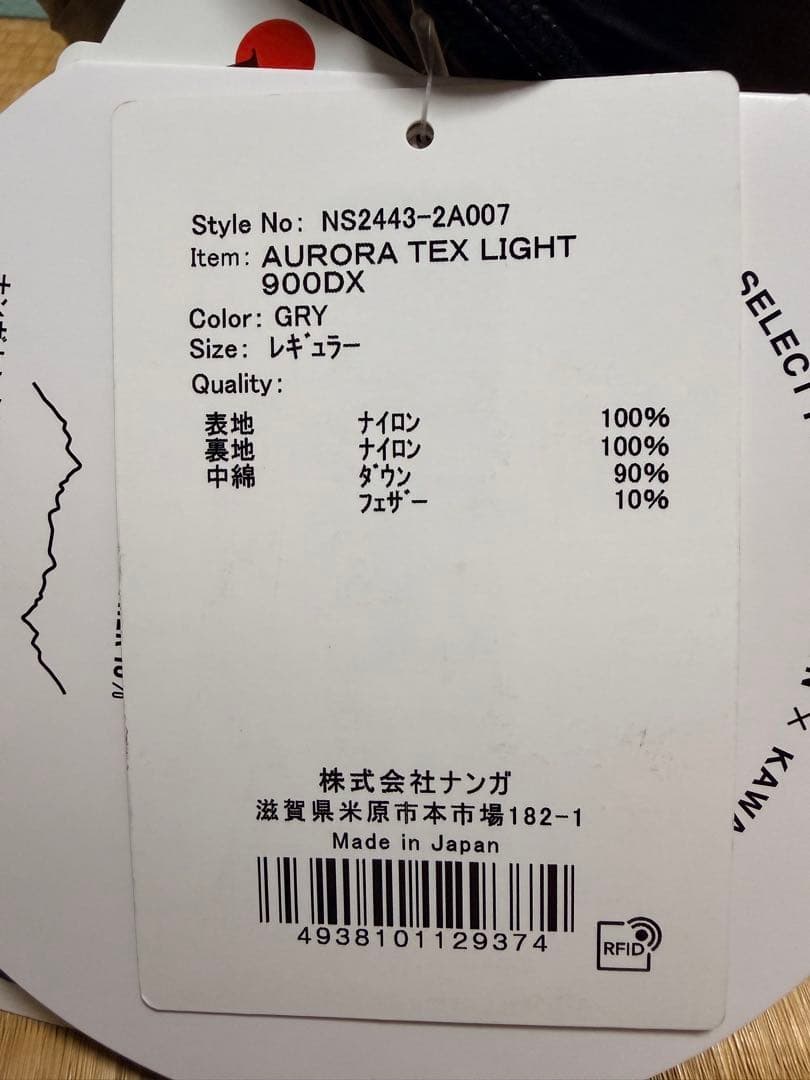 Style No: NS2443-2A007
Item: AURORA TEX LIGHT
900DX
Color: GRY
Size: レギュラー
Quality:
表地 ナイロン 100%
裏地 ナイロン 100%
中綿 ダウン 90%
フェザー 10%
株式会社ナンガ
滋賀県米原市本市場182-1
Made in Japan
4938101129374
RFID
SELECT
× KAWA